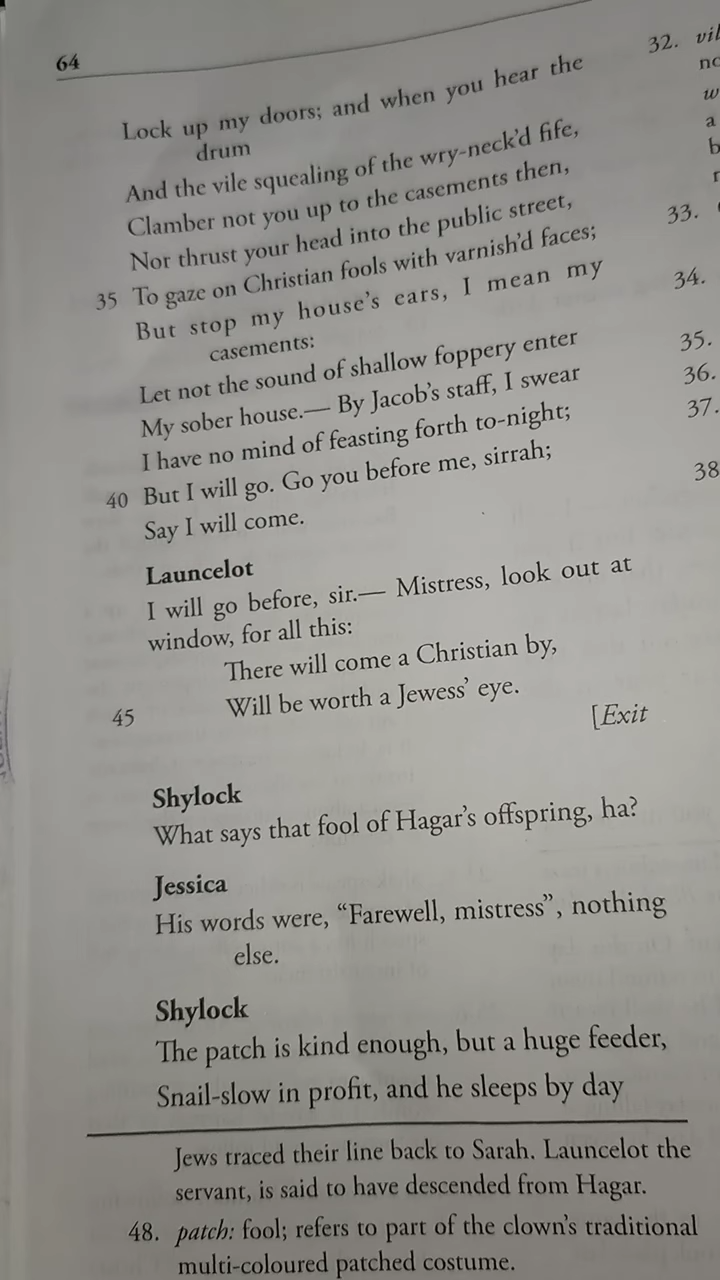 64
Lock up my doors; and when you hear the
drum
And the vile squealing of the wry-neck'd fife,
Clamber not you up to the casements then,
Nor thrust your head into the public street,
35 To gaze on Christian fools with varnish'd faces;
But stop my house's ears, I mean my
casements:
Let not the sound of shallow foppery enter
My sober house.— By Jacob's staff, I swear
I have no mind of feasting forth to-night;
40 But I will go. Go you before me, sirrah;
Say I will come.
Launcelot
I will go before, sir.— Mistress, look out at
window, for all this:
There will come a Christian by,
45 Will be worth a Jewess' eye.
[Exit
Shylock
What says that fool of Hagar's offspring, ha?
Jessica
His words were, “Farewell, mistress”, nothing
else.
Shylock
The patch is kind enough, but a huge feeder,
Snail-slow in profit, and he sleeps by day
Jews traced their line back to Sarah. Launcelot the
servant, is said to have descended from Hagar.
48. patch: fool; refers to part of the clown's traditional
multi-coloured patched costume.
32.
33.
34.
35.
36.
37.
38